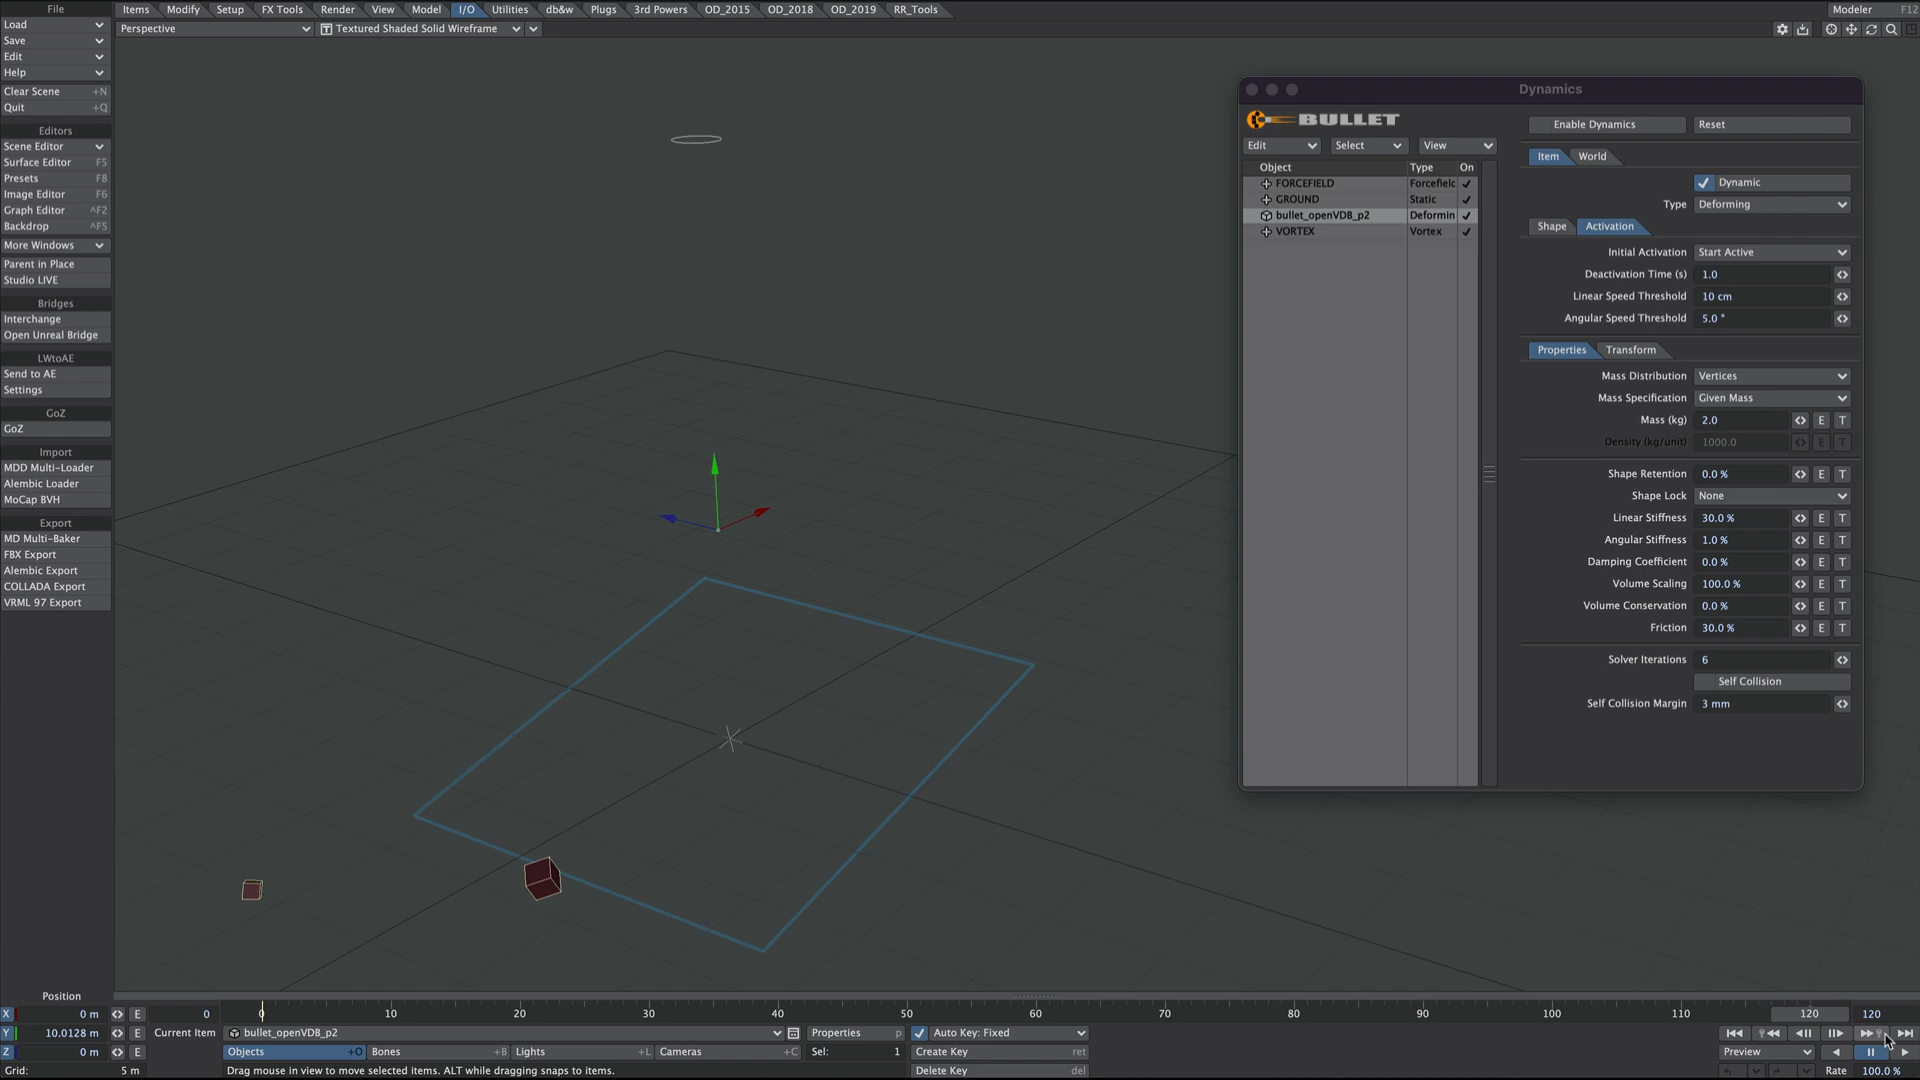 File
Items Modify Setup FX Tools Render View Model I/O Utilities db&w Plugs 3rd Powers OD_2015 OD_2018 OD_2019 RR_Tools Modeler F12
Load
Save
Edit
Help
Clear Scene +N
Quit +Q
Editors
Scene Editor
Surface Editor F5
Presets F8
Image Editor F6
Graph Editor ^F2
Backdrop ^F5
More Windows
Parent in Place
Studio LIVE
Bridges
Interchange
Open Unreal Bridge
LWtoAE
Send to AE
Settings
GoZ
GoZ
Import
MDD Multi-Loader
Alembic Loader
MoCap BVH
Export
MD Multi-Baker
FBX Export
Alembic Export
COLLADA Export
VRML 97 Export
Perspective T Textured Shaded Solid Wireframe
Dynamics
BULLET
Edit Select View
Object Type On
FORCEFIELD Forcefielc
GROUND Static
bullet_openVDB_p2 Deformin
VORTEX Vortex
Enable Dynamics Reset
Item World
Dynamic
Type Deforming
Shape Activation
Initial Activation Start Active
Deactivation Time (s) 1.0
Linear Speed Threshold 10 cm
Angular Speed Threshold 5.0 °
Properties Transform
Mass Distribution Vertices
Mass Specification Given Mass
Mass (kg) 2.0 E T
Density (kg/unit) 1000.0 E T
Shape Retention 0.0 % E T
Shape Lock None
Linear Stiffness 30.0 % E T
Angular Stiffness 1.0 % E T
Damping Coefficient 0.0 % E T
Volume Scaling 100.0 % E T
Volume Conservation 0.0 % E T
Friction 30.0 % E T
Solver Iterations 6
Self Collision
Self Collision Margin 3 mm
Position
X 0 m E 0 0 10 20 30 40 50 60 70 80 90 100 110 120 120
Y 10.0128 m E Current Item bullet_openVDB_p2 Properties p Auto Key: Fixed
Z 0 m E Objects +O Bones +B Lights +L Cameras +C Sel: 1 Create Key ret Preview
Grid: 5 m Drag mouse in view to move selected items. ALT while dragging snaps to items. Delete Key del Rate 100.0 %